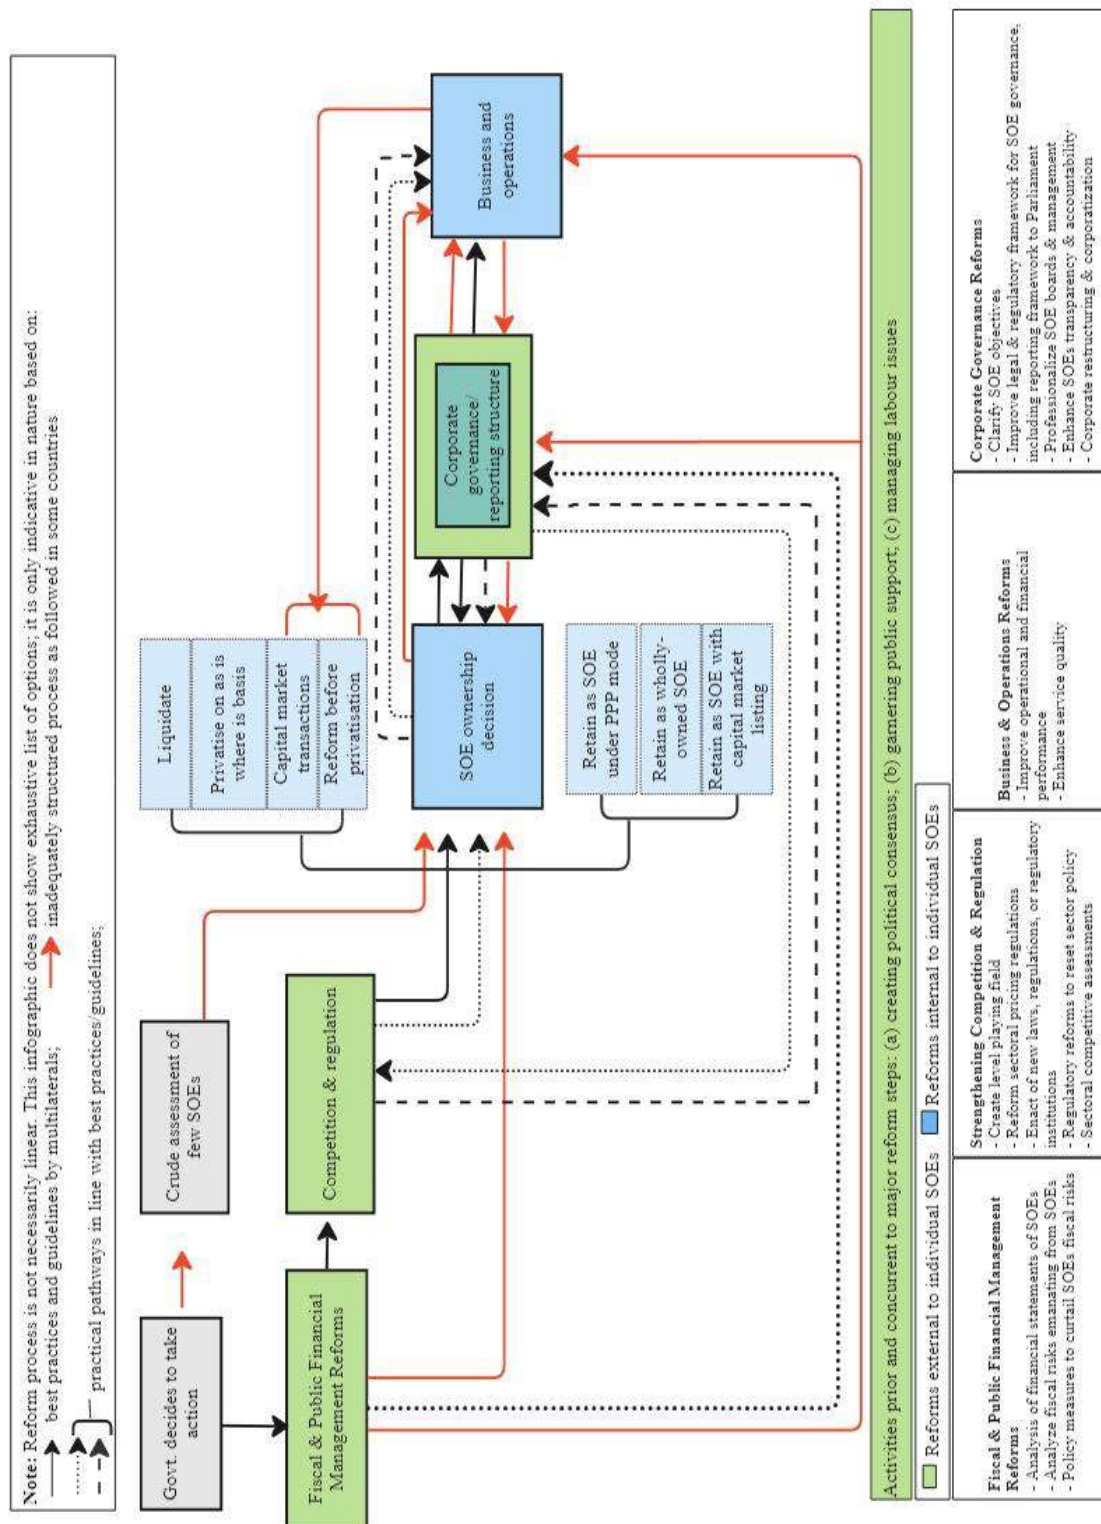 Note: Reform process is not necessarily linear. This infographic does not show exhaustive list of options; it is only indicative in nature based on:
best practices and guidelines by multilaterals;
inadequately structured process as followed in some countries
practical pathways in line with best practices/guidelines;
Govt. decides to take
action
Crude assessment of
few SOEs
Fiscal & Public Financial
Management Reforms
Competition & regulation
Liquidate
Privatise on as is
where is basis
Capital market
transactions
Reform before
privatisation
SOE ownership
decision
Retain as SOE
under PPP mode
Retain as wholly-
owned SOE
Retain as SOE with
capital market
listing
Corporate
governance/
reporting structure
Business and
operations
Activities prior and concurrent to major reform steps: (a) creating political consensus; (b) garnering public support; (c) managing labour issues
Reforms external to individual SOEs
Reforms internal to individual SOEs
Fiscal & Public Financial Management
Reforms
- Analysis of financial statements of SOEs
- Analyze fiscal risks emanating from SOEs
- Policy measures to curtail SOEs fiscal risks
Strengthening Competition & Regulation
- Create level playing field
- Reform sectoral pricing regulations
- Enact of new laws, regulations, or regulatory
institutions
- Regulatory reforms to reset sector policy
- Sectoral competitive assessments
Business & Operations Reforms
- Improve operational and financial
performance
- Enhance service quality
Corporate Governance Reforms
- Clarify SOE objectives
- Improve legal & regulatory framework for SOE governance,
including reporting framework to Parliament
- Professionalize SOE boards & management
- Enhance SOEs transparency & accountability
- Corporate restructuring & corporatization